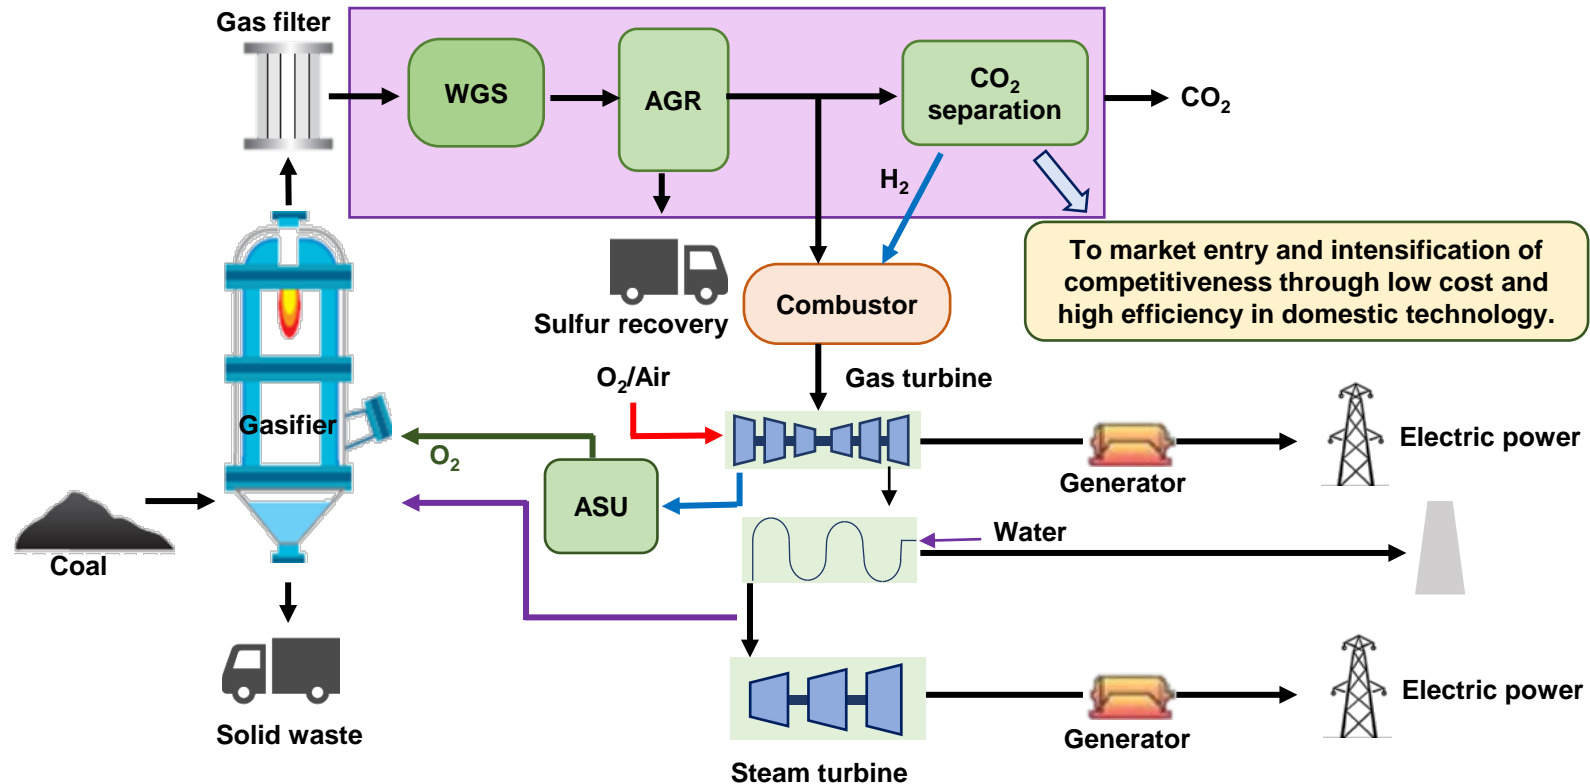 Gas filter
WGS
AGR
CO₂
separation
CO₂
H₂
To market entry and intensification of
competitiveness through low cost and
high efficiency in domestic technology.
Combustor
Sulfur recovery
O₂/Air
Gas turbine
Gasifier
O₂
Electric power
Generator
ASU
Coal
Water
Solid waste
Electric power
Generator
Steam turbine